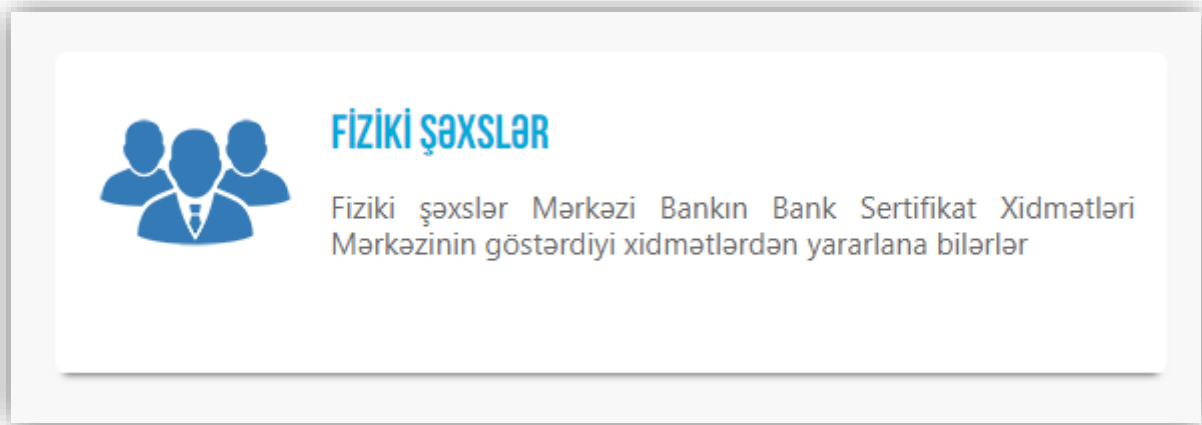 FİZİKİ ŞƏXSLƏR
Fiziki şəxslər Mərkəzi Bankın Bank Sertifikat Xidmətləri
Mərkəzinin göstərdiyi xidmətlərdən yararlana bilərlər